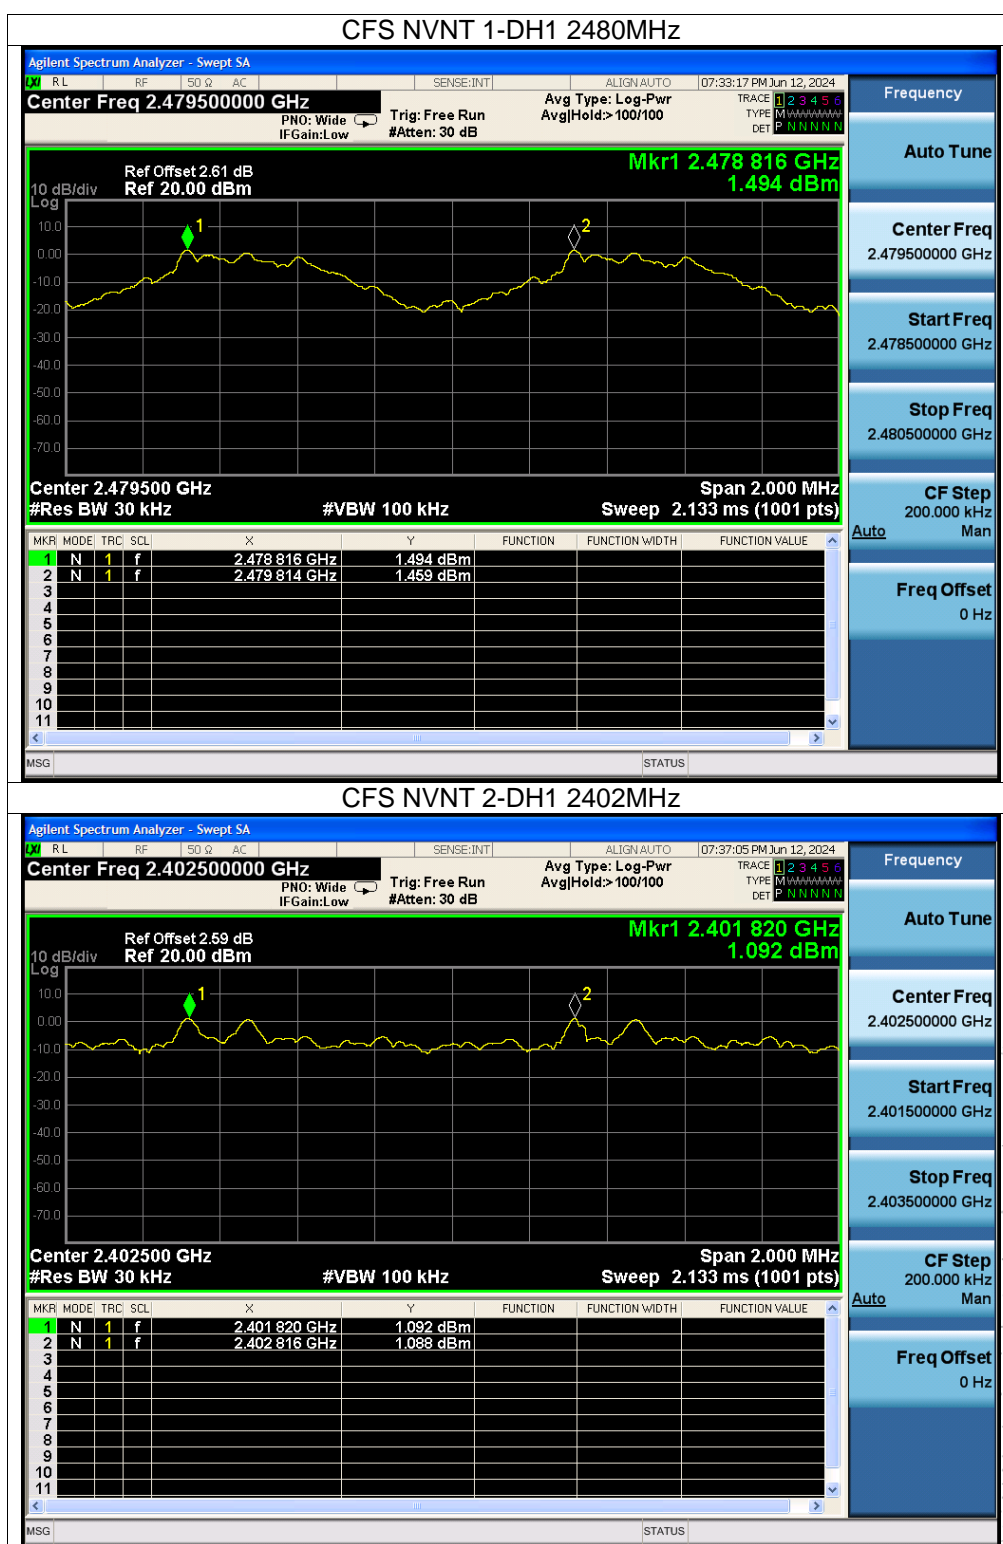 CFS NVNT 1-DH1 2480MHz
Agilent Spectrum Analyzer - Swept SA
LXI RL RF 50 Ω AC SENSE:INT ALIGN AUTO 07:33:17 PM Jun 12, 2024
Center Freq 2.479500000 GHz
PNO: Wide
IFGain:Low
Trig: Free Run
#Atten: 30 dB
Avg Type: Log-Pwr
Avg|Hold:>100/100
TRACE 1 2 3 4 5 6
TYPE MWWWWW
DET P N N N N N
Mkr1 2.478 816 GHz
1.494 dBm
Ref Offset 2.61 dB
10 dB/div Ref 20.00 dBm
Log
1
2
10.0
0.00
-10.0
-20.0
-30.0
-40.0
-50.0
-60.0
-70.0
Center 2.479500 GHz Span 2.000 MHz
#Res BW 30 kHz #VBW 100 kHz Sweep 2.133 ms (1001 pts)
MKR MODE TRC SCL X Y FUNCTION FUNCTION WIDTH FUNCTION VALUE
1 N 1 f 2.478 816 GHz 1.494 dBm
2 N 1 f 2.479 814 GHz 1.459 dBm
3
4
5
6
7
8
9
10
11
MSG STATUS
Frequency
Auto Tune
Center Freq
2.479500000 GHz
Start Freq
2.478500000 GHz
Stop Freq
2.480500000 GHz
CF Step
200.000 kHz
Auto Man
Freq Offset
0 Hz
CFS NVNT 2-DH1 2402MHz
Agilent Spectrum Analyzer - Swept SA
LXI RL RF 50 Ω AC SENSE:INT ALIGN AUTO 07:37:05 PM Jun 12, 2024
Center Freq 2.402500000 GHz
PNO: Wide
IFGain:Low
Trig: Free Run
#Atten: 30 dB
Avg Type: Log-Pwr
Avg|Hold:>100/100
TRACE 1 2 3 4 5 6
TYPE MWWWWW
DET P N N N N N
Mkr1 2.401 820 GHz
1.092 dBm
Ref Offset 2.59 dB
10 dB/div Ref 20.00 dBm
Log
1
2
10.0
0.00
-10.0
-20.0
-30.0
-40.0
-50.0
-60.0
-70.0
Center 2.402500 GHz Span 2.000 MHz
#Res BW 30 kHz #VBW 100 kHz Sweep 2.133 ms (1001 pts)
MKR MODE TRC SCL X Y FUNCTION FUNCTION WIDTH FUNCTION VALUE
1 N 1 f 2.401 820 GHz 1.092 dBm
2 N 1 f 2.402 816 GHz 1.088 dBm
3
4
5
6
7
8
9
10
11
MSG STATUS
Frequency
Auto Tune
Center Freq
2.402500000 GHz
Start Freq
2.401500000 GHz
Stop Freq
2.403500000 GHz
CF Step
200.000 kHz
Auto Man
Freq Offset
0 Hz